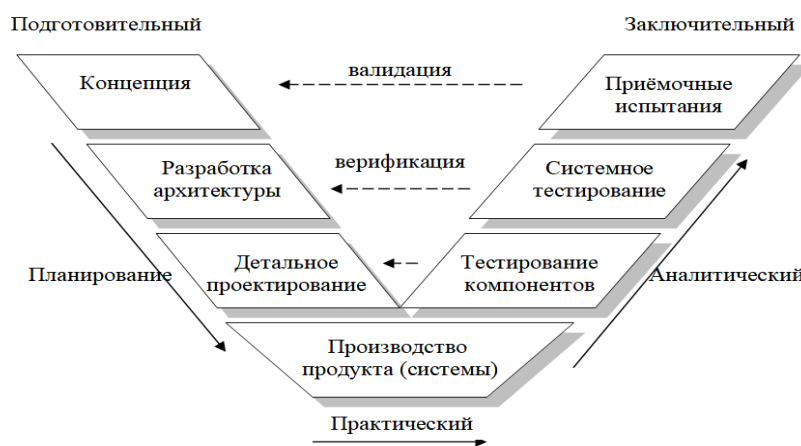 Подготовительный
Заключительный
Концепция
валидация
Приёмочные
испытания
Разработка
архитектуры
верификация
Системное
тестирование
Планирование
Детальное
проектирование
Тестирование
компонентов
Аналитический
Производство
продукта (системы)
Практический